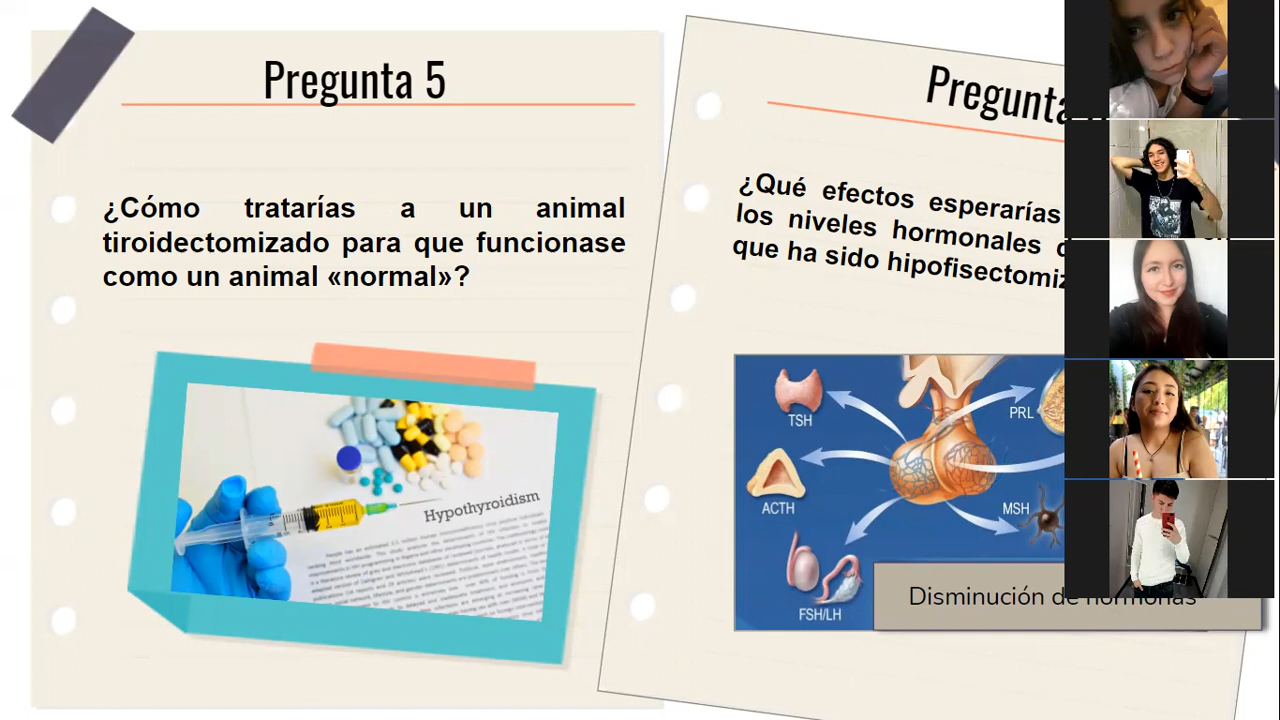 Pregunta 5
¿Cómo tratarías a un animal
tiroidectomizado para que funcionase
como un animal «normal»?
Hypothyroidism
Pregunta
¿Qué efectos esperarías
los niveles hormonales
que ha sido
TSH
PRL
ACTH
MSH
FSH/LH
Disminución de hormonas